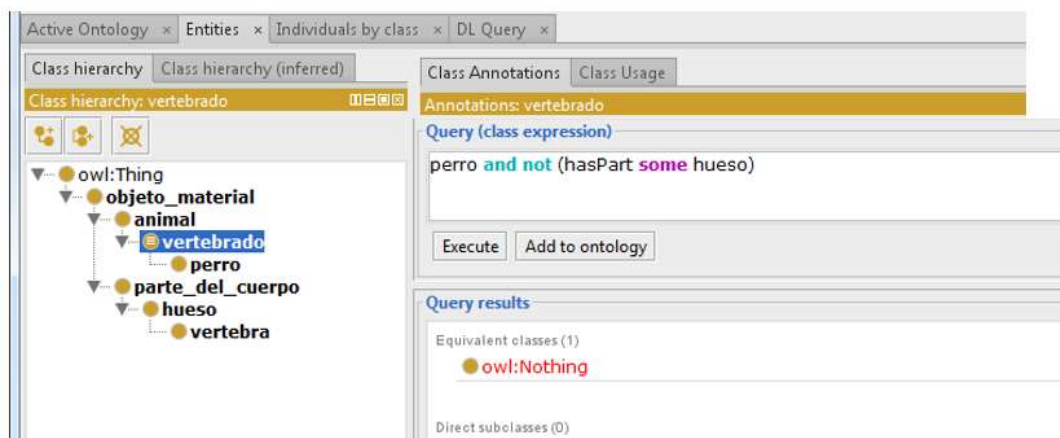 Active Ontology × Entities × Individuals by class × DL Query ×
Class hierarchy Class hierarchy (inferred)
Class hierarchy: vertebrado
owl:Thing
objeto_material
animal
vertebrado
perro
parte_del_cuerpo
hueso
vertebra
Class Annotations Class Usage
Annotations: vertebrado
Query (class expression)
perro and not (hasPart some hueso)
Execute Add to ontology
Query results
Equivalent classes (1)
owl:Nothing
Direct subclasses (0)